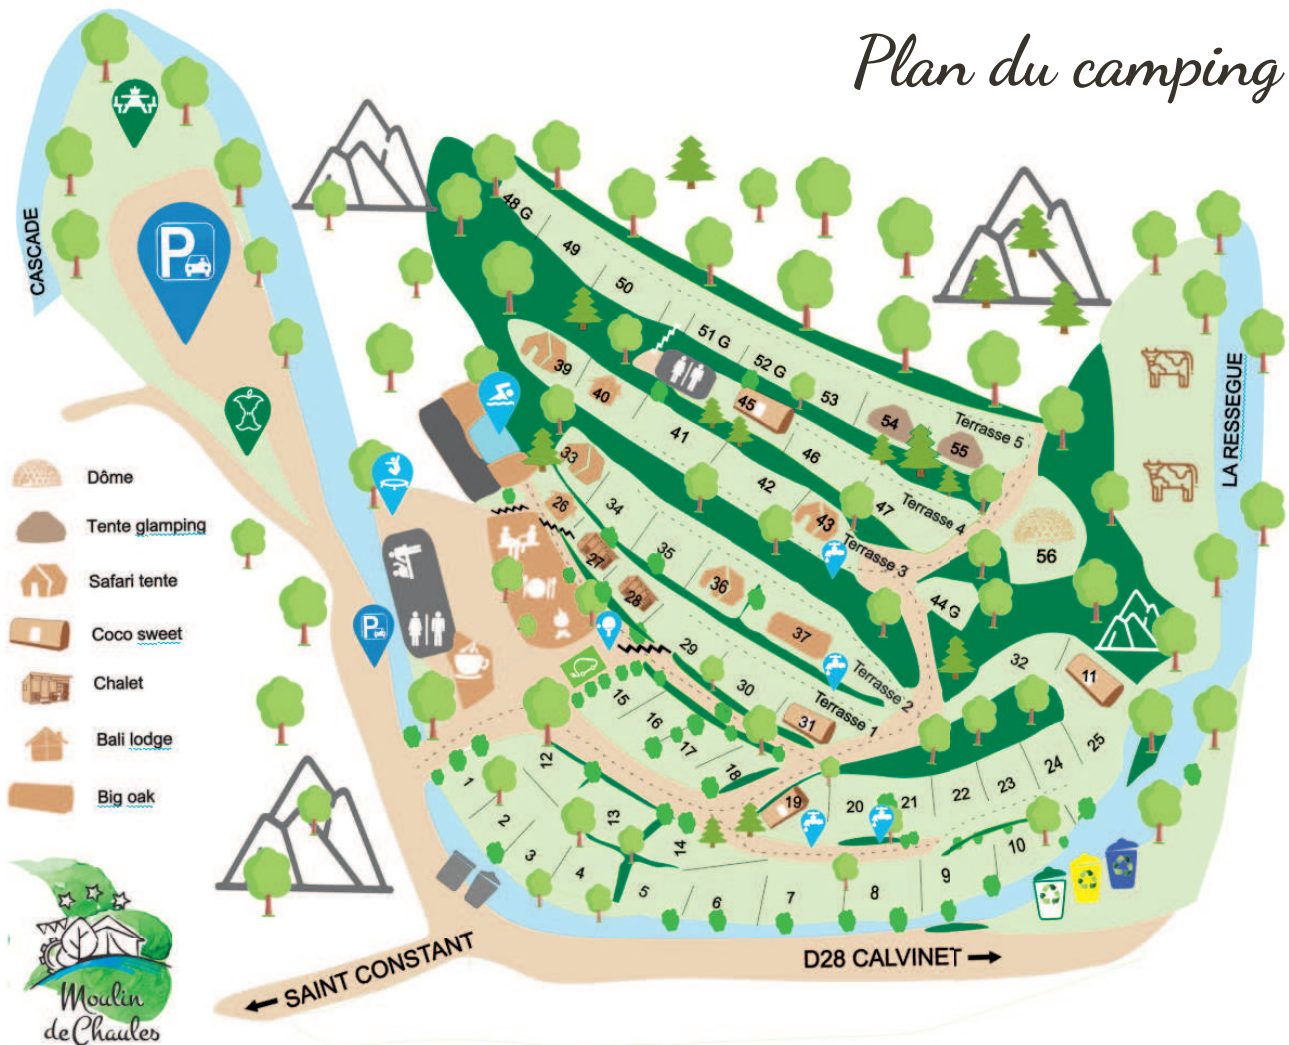 Plan du camping
CASCADE
P
48 G
49
50
51 G
52 G
53
54
55
Terrasse 5
39
40
41
45
46
42
47
43
Terrasse 4
Terrasse 3
56
44 G
33
34
26
27
35
28
36
37
29
30
31
Terrasse 2
Terrasse 1
32
11
15
16
17
18
19
20
21
22
23
24
25
12
13
14
1
2
3
4
5
6
7
8
9
10
P
LA RESSEGUE
Dôme
Tente glamping
Safari tente
Coco sweet
Chalet
Bali lodge
Big oak
Moulin
de Chaules
SAINT CONSTANT
D28 CALVINET